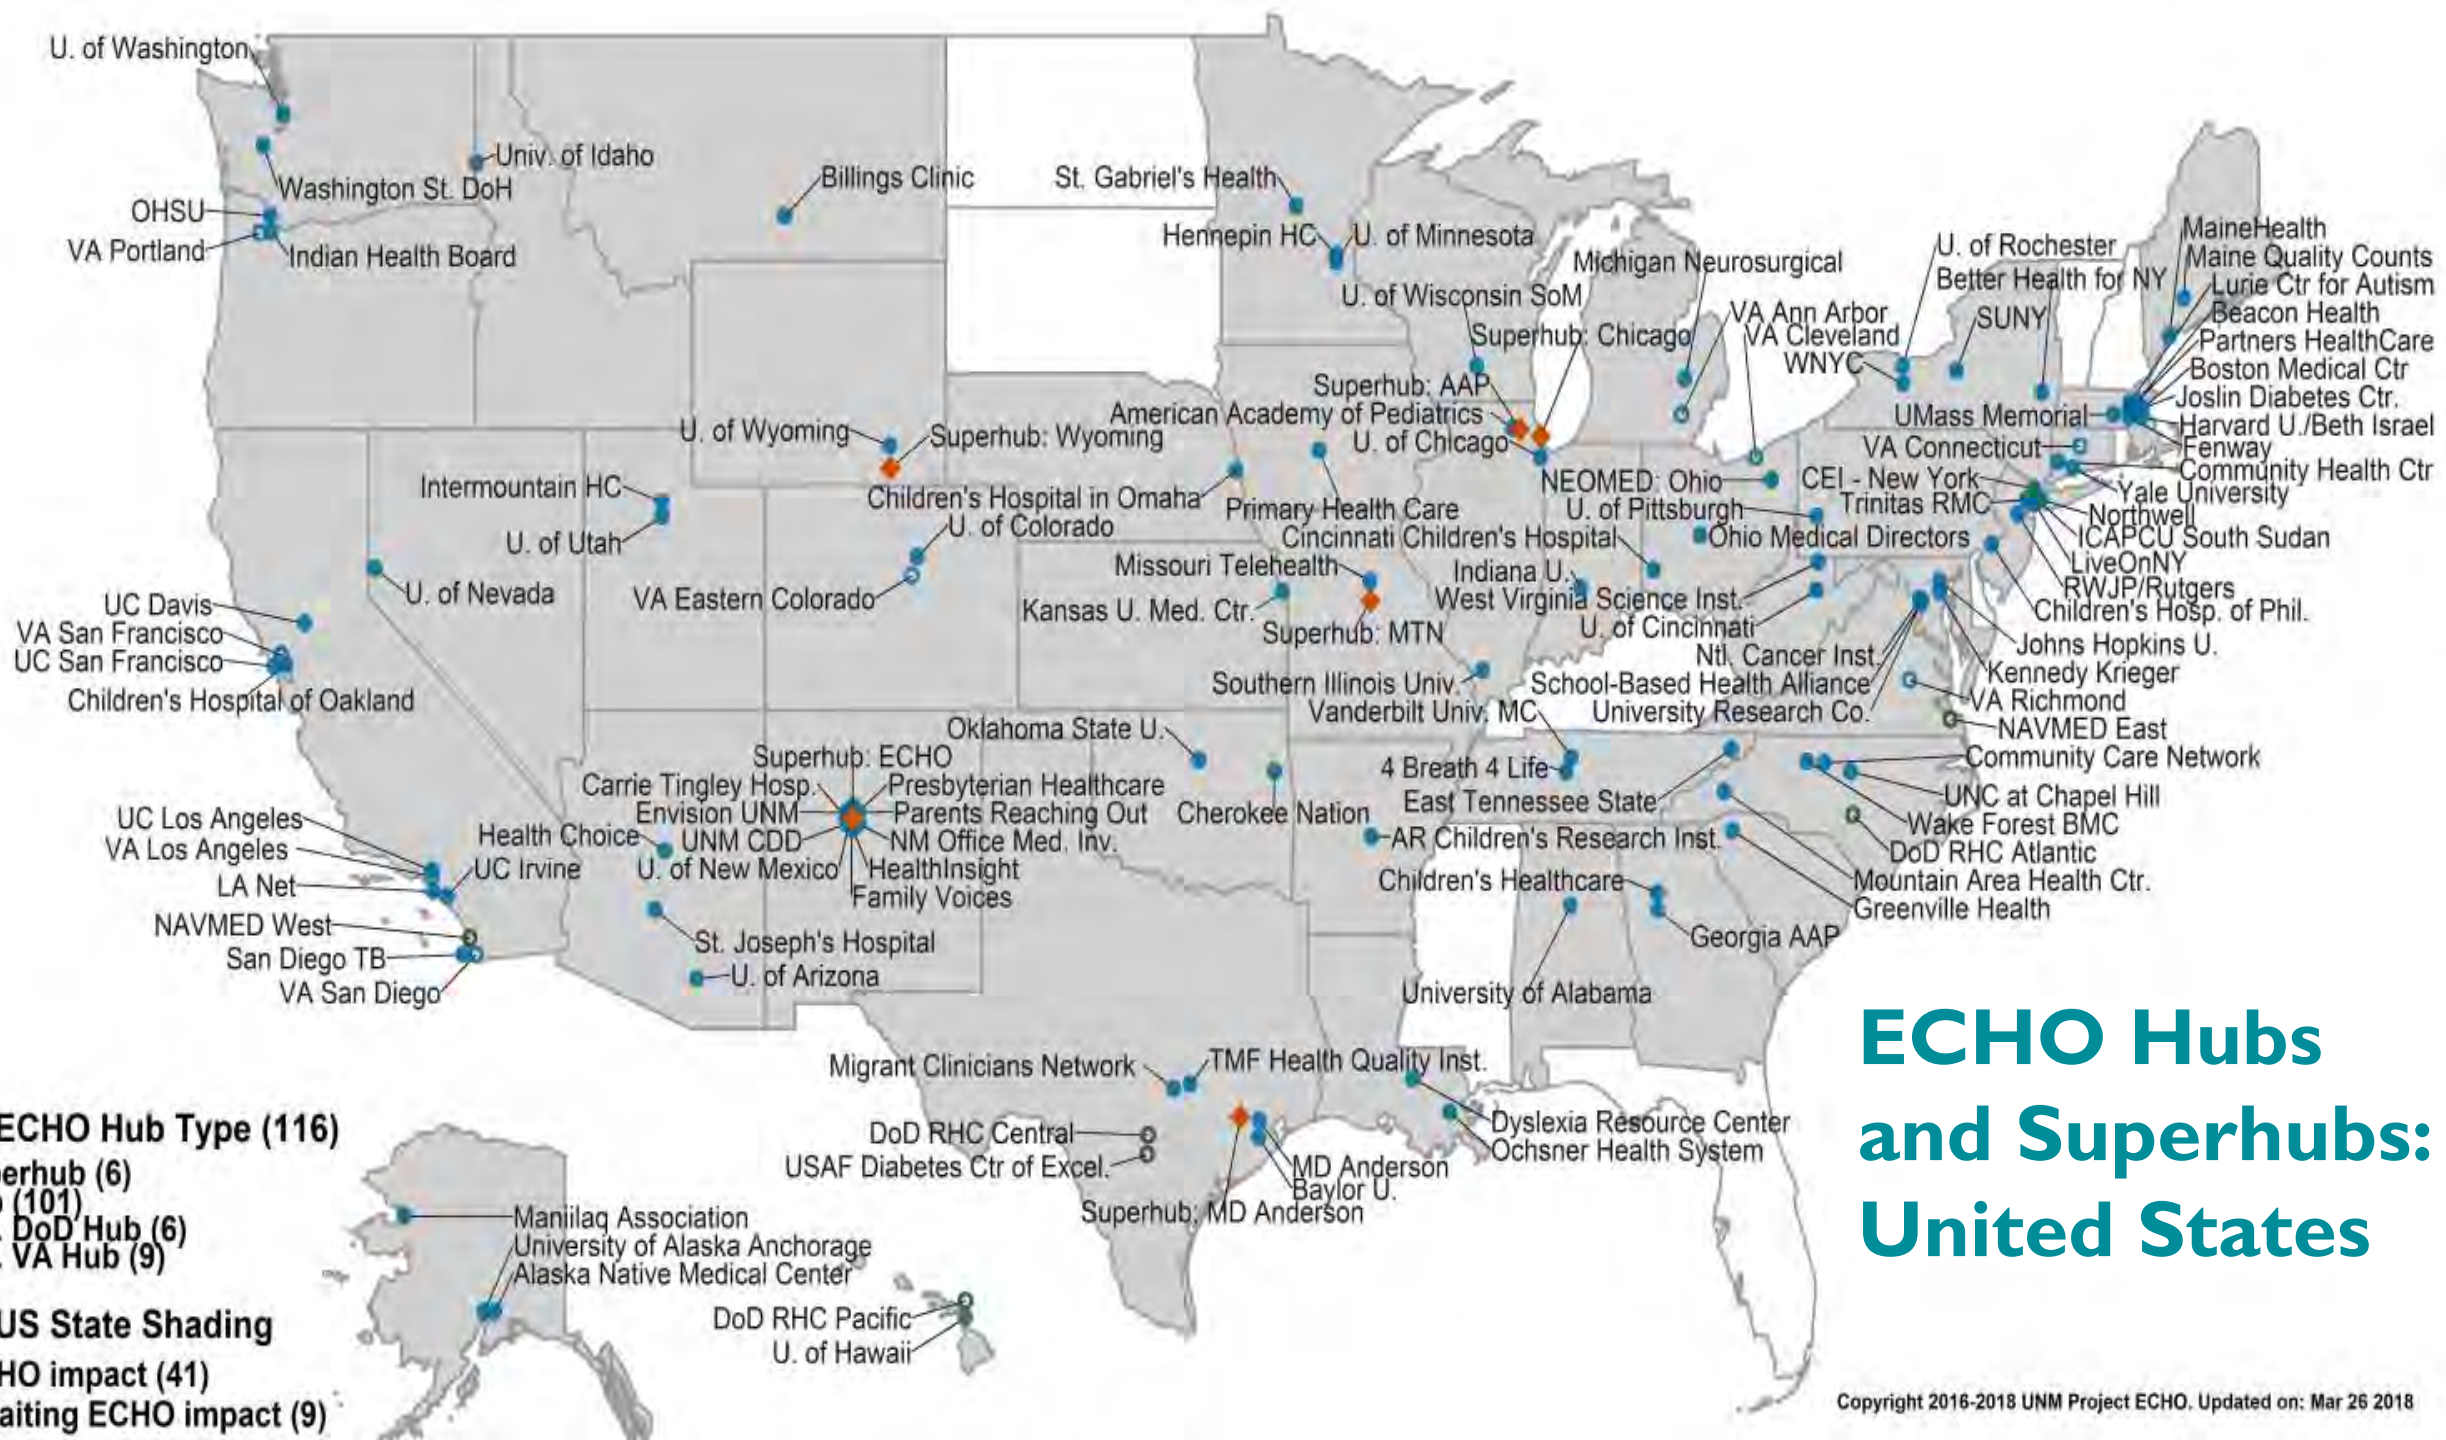 U. of Washington
Univ. of Idaho
Washington St. DoH
OHSU
VA Portland
Indian Health Board
Billings Clinic
St. Gabriel's Health
Hennepin HC
U. of Minnesota
Michigan Neurosurgical
U. of Wisconsin SoM
Superhub: Chicago
VA Ann Arbor
VA Cleveland
WNYC
U. of Rochester
Better Health for NY
SUNY
MaineHealth
Maine Quality Counts
Lurie Ctr for Autism
Beacon Health
Partners HealthCare
Boston Medical Ctr
Joslin Diabetes Ctr.
Harvard U./Beth Israel
Fenway
Community Health Ctr
Yale University
Northwell
ICAPCU South Sudan
LiveOnNY
RWJP/Rutgers
Children's Hosp. of Phil.
Johns Hopkins U.
Kennedy Krieger
VA Richmond
NAVMED East
Community Care Network
UNC at Chapel Hill
Wake Forest BMC
DoD RHC Atlantic
Mountain Area Health Ctr.
Greenville Health
Georgia AAP
UMass Memorial
VA Connecticut
CEI - New York
Trinitas RMC
Superhub: AAP
American Academy of Pediatrics
U. of Chicago
NEOMED: Ohio
U. of Pittsburgh
Ohio Medical Directors
U. of Wyoming
Superhub: Wyoming
Intermountain HC
U. of Utah
Children's Hospital in Omaha
U. of Colorado
VA Eastern Colorado
Primary Health Care
Cincinnati Children's Hospital
Missouri Telehealth
Indiana U.
Kansas U. Med. Ctr.
West Virginia Science Inst.
U. of Cincinnati
Superhub: MTN
Ntl. Cancer Inst.
Southern Illinois Univ.
School-Based Health Alliance
Vanderbilt Univ. MC
University Research Co.
U. of Nevada
UC Davis
VA San Francisco
UC San Francisco
Children's Hospital of Oakland
Oklahoma State U.
Superhub: ECHO
Carrie Tingley Hosp.
Presbyterian Healthcare
Envision UNM
Parents Reaching Out
Health Choice
UNM CDD
NM Office Med. Inv.
U. of New Mexico
HealthInsight
Family Voices
Cherokee Nation
4 Breath 4 Life
East Tennessee State
AR Children's Research Inst.
Children's Healthcare
University of Alabama
UC Los Angeles
VA Los Angeles
LA Net
UC Irvine
NAVMED West
San Diego TB
VA San Diego
St. Joseph's Hospital
U. of Arizona
Migrant Clinicians Network
TMF Health Quality Inst.
DoD RHC Central
USAF Diabetes Ctr of Excel.
MD Anderson
Baylor U.
Superhub: MD Anderson
Dyslexia Resource Center
Ochsner Health System
Maniilaq Association
University of Alaska Anchorage
Alaska Native Medical Center
DoD RHC Pacific
U. of Hawaii
ECHO Hubs
and Superhubs:
United States
ECHO Hub Type (116)
erhub (6)
(101)
DoD Hub (6)
VA Hub (9)
US State Shading
HO impact (41)
aiting ECHO impact (9)
Copyright 2016-2018 UNM Project ECHO. Updated on: Mar 26 2018